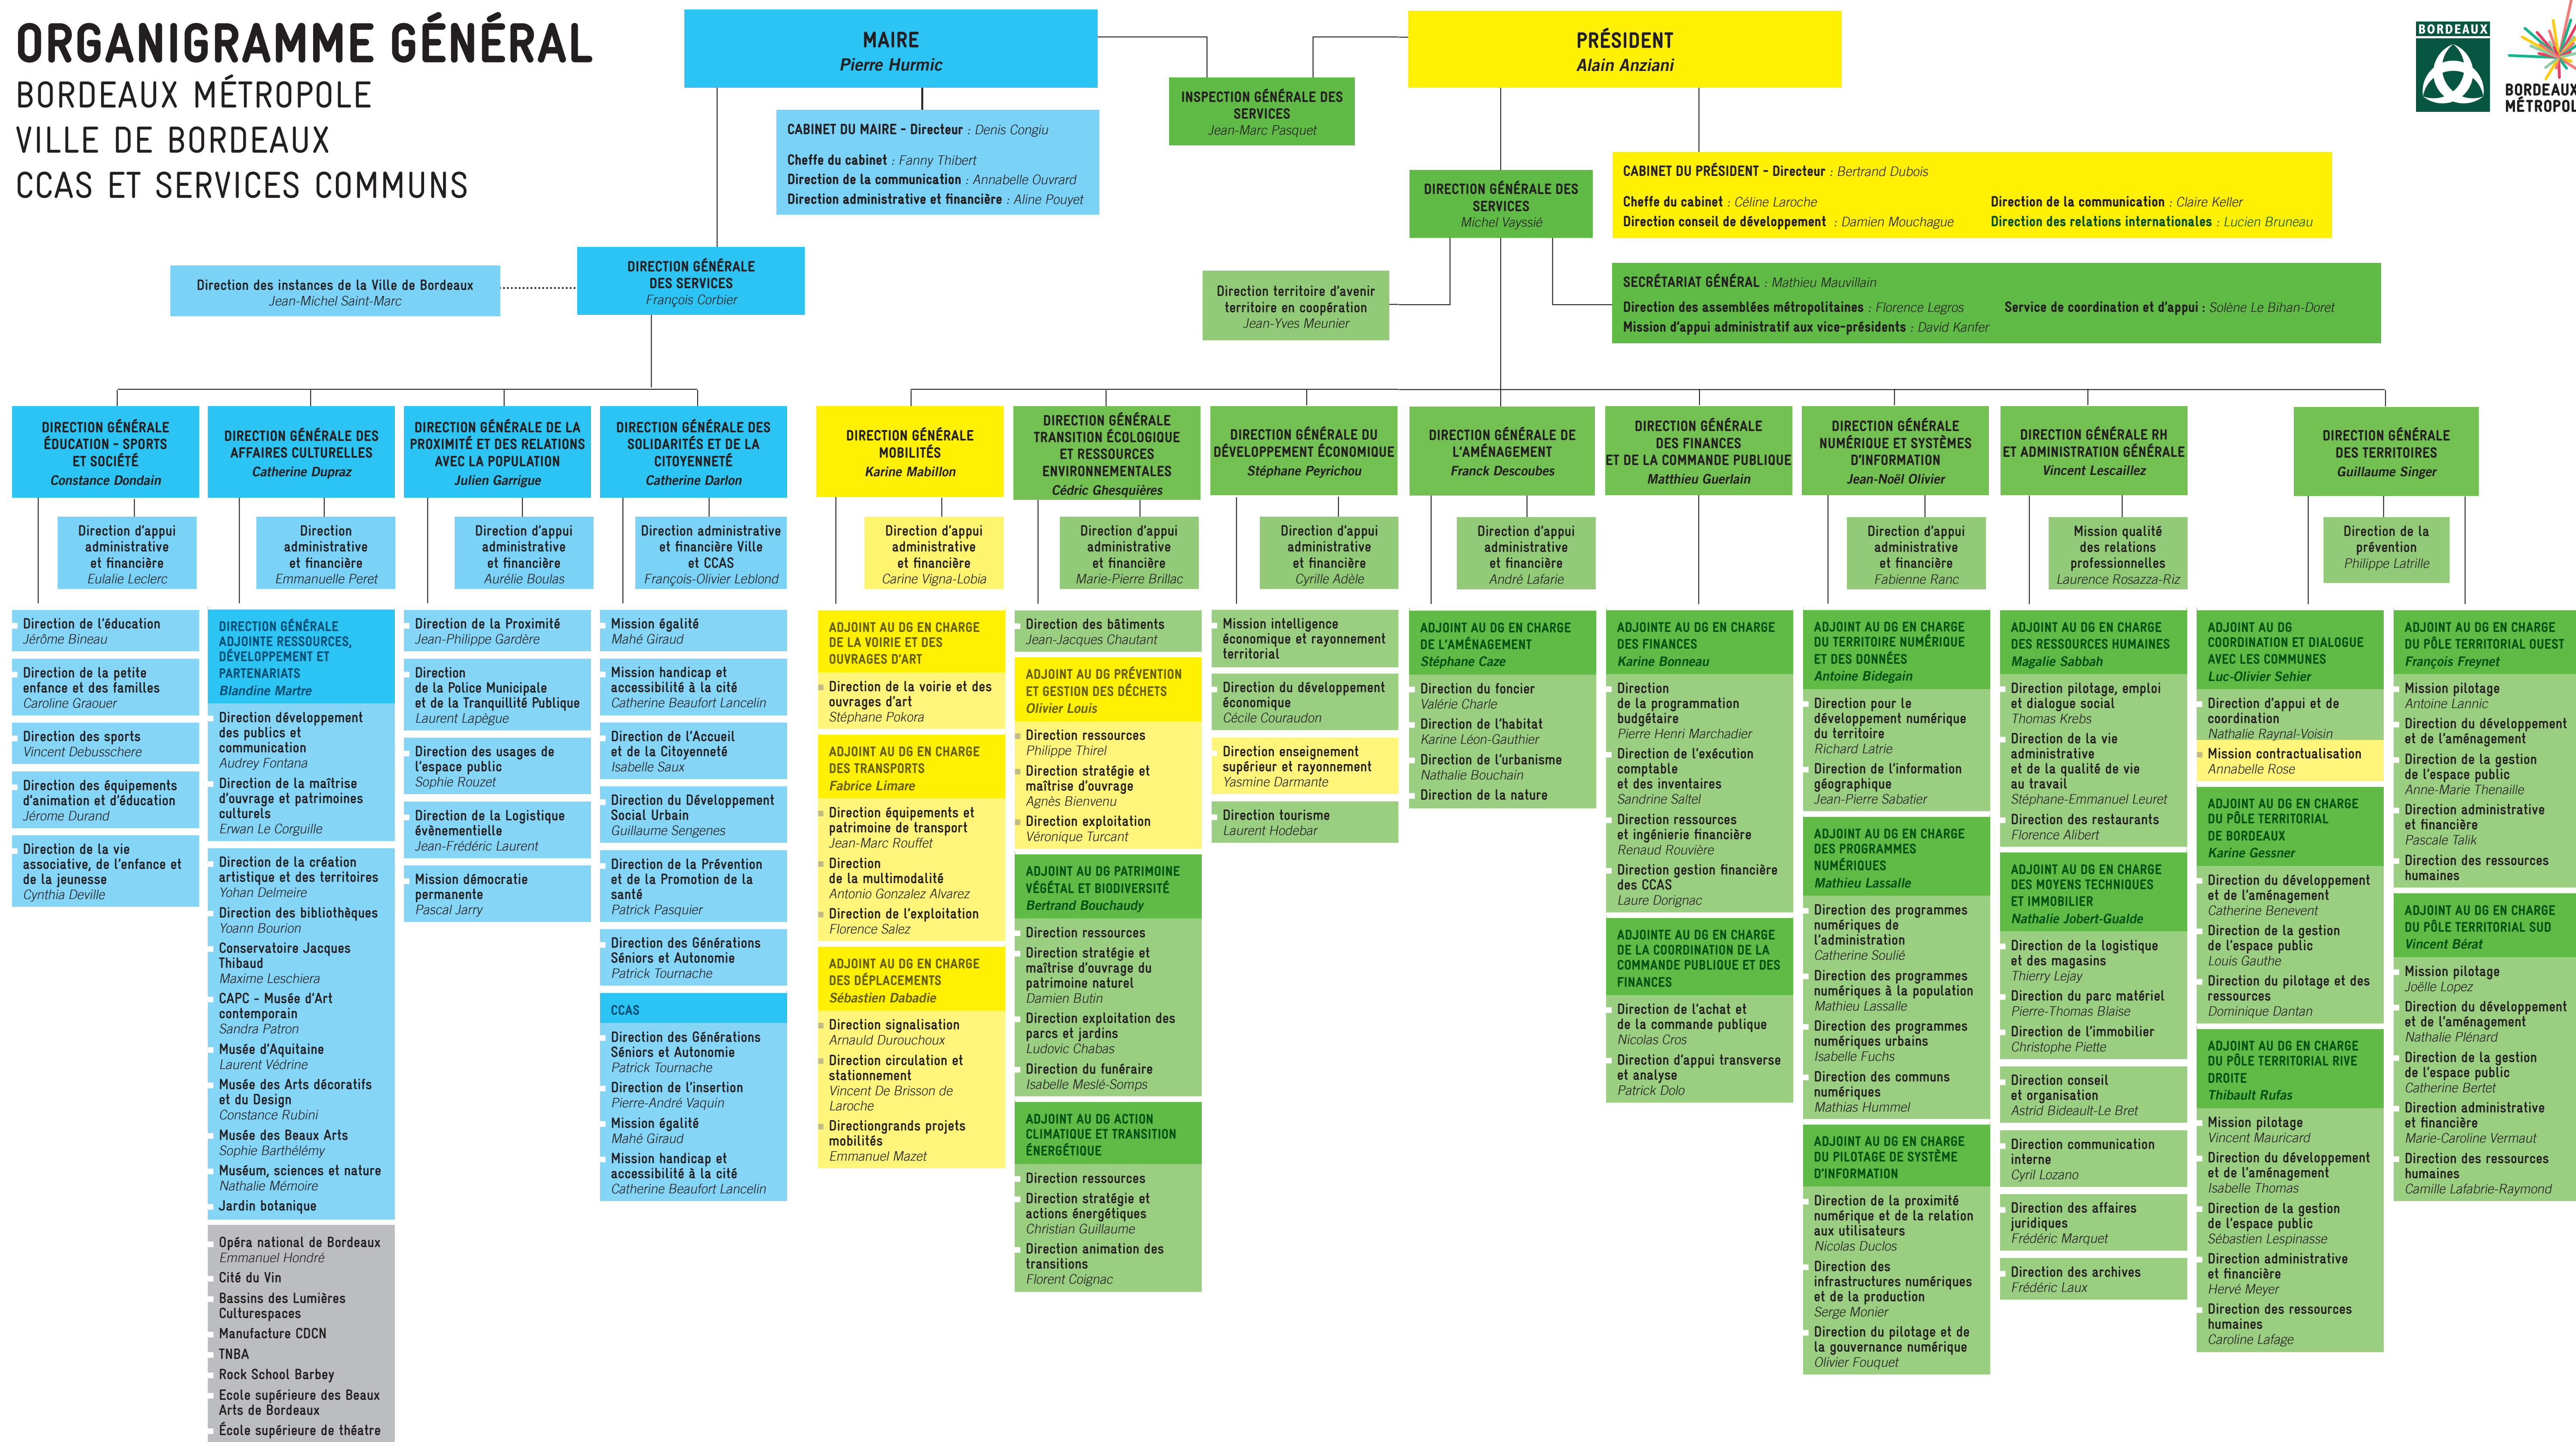 ORGANIGRAMME GÉNÉRAL
BORDEAUX MÉTROPOLE
VILLE DE BORDEAUX
CCAS ET SERVICES COMMUNS
MAIRE
Pierre Hurmic
PRÉSIDENT
Alain Anziani
BORDEAUX
BORDEAUX
INSPECTION GÉNÉRALE DES
SERVICES
Jean-Marc Pasquet
CABINET DU MAIRE - Directeur : Denis Congiu
Cheffe du cabinet : Fanny Thibert
Direction de la communication : Annabelle Ouvrard
Direction administrative et financière : Aline Pouyet
DIRECTION GÉNÉRALE DES
SERVICES
Michel Vayssié
CABINET DU PRÉSIDENT - Directeur : Bertrand Dubois
Cheffe du cabinet : Céline Laroche
Direction de la communication : Claire Keller
Direction conseil de développement : Damien Mouchague
Direction des relations internationales : Lucien Bruneau
Direction des instances de la Ville de Bordeaux
Jean-Michel Saint-Marc
DIRECTION GÉNÉRALE
DES SERVICES
François Corbier
Direction territoire d'avenir
territoire en coopération
Jean-Yves Meunier
SECRÉTARIAT GÉNÉRAL : Mathieu Mauvillain
Direction des assemblées métropolitaines : Florence Legros
Service de coordination et d'appui : Solène Le Bihan-Doret
Mission d'appui administratif aux vice-présidents : David Kanfer
DIRECTION GÉNÉRALE
ÉDUCATION - SPORTS
ET SOCIÉTÉ
Constance Dondain
Direction d'appui
administrative
et financière
Eulalie Leclerc
Direction de l'éducation
Jérôme Bineau
Direction de la petite
enfance et des familles
Caroline Graouer
Direction des sports
Vincent Debusschere
Direction des équipements
d'animation et d'éducation
Jérome Durand
Direction de la vie
associative, de l'enfance et
de la jeunesse
Cynthia Deville
DIRECTION GÉNÉRALE DES
AFFAIRES CULTURELLES
Catherine Dupraz
Direction
administrative
et financière
Emmanuelle Peret
DIRECTION GÉNÉRALE
ADJOINTE RESSOURCES,
DÉVELOPPEMENT ET
PARTENARIATS
Blandine Martre
Direction développement
des publics et
communication
Audrey Fontana
Direction de la maîtrise
d'ouvrage et patrimoines
culturels
Erwan Le Corguille
Direction de la création
artistique et des territoires
Yohan Delmeire
Direction des bibliothèques
Yoann Bourion
Conservatoire Jacques
Thibaud
Maxime Leschiera
CAPC - Musée d'Art
contemporain
Sandra Patron
Musée d'Aquitaine
Laurent Védrine
Musée des Arts décoratifs
et du Design
Constance Rubini
Musée des Beaux Arts
Sophie Barthélémy
Muséum, sciences et nature
Nathalie Mémoire
Jardin botanique
Opéra national de Bordeaux
Emmanuel Hondré
Cité du Vin
Bassins des Lumières
Culturespaces
Manufacture CDCN
TNBA
Rock School Barbey
Ecole supérieure des Beaux
Arts de Bordeaux
École supérieure de théatre
DIRECTION GÉNÉRALE DE LA
PROXIMITÉ ET DES RELATIONS
AVEC LA POPULATION
Julien Garrigue
Direction d'appui
administrative
et financière
Aurélie Boulas
Direction de la Proximité
Jean-Philippe Gardère
Direction
de la Police Municipale
et de la Tranquillité Publique
Laurent Lapègue
Direction des usages de
l'espace public
Sophie Rouzet
Direction de la Logistique
évènementielle
Jean-Frédéric Laurent
Mission démocratie
permanente
Pascal Jarry
DIRECTION GÉNÉRALE DES
SOLIDARITÉS ET DE LA
CITOYENNETÉ
Catherine Darlon
Direction administrative
et financière Ville
et CCAS
François-Olivier Leblond
Mission égalité
Mahé Giraud
Mission handicap et
accessibilité à la cité
Catherine Beaufort Lancelin
Direction de l'Accueil
et de la Citoyenneté
Isabelle Saux
Direction du Développement
Social Urbain
Guillaume Sengenes
Direction de la Prévention
et de la Promotion de la
santé
Patrick Pasquier
Direction des Générations
Séniors et Autonomie
Patrick Tournache
CCAS
Direction des Générations
Séniors et Autonomie
Patrick Tournache
Direction de l'insertion
Pierre-André Vaquin
Mission égalité
Mahé Giraud
Mission handicap et
accessibilité à la cité
Catherine Beaufort Lancelin
DIRECTION GÉNÉRALE
MOBILITÉS
Karine Mabillon
Direction d'appui
administrative
et financière
Carine Vigna-Lobia
ADJOINT AU DG EN CHARGE
DE LA VOIRIE ET DES
OUVRAGES D'ART
Direction de la voirie et des
ouvrages d'art
Stéphane Pokora
ADJOINT AU DG EN CHARGE
DES TRANSPORTS
Fabrice Limare
Direction équipements et
patrimoine de transport
Jean-Marc Rouffet
Direction
de la multimodalité
Antonio Gonzalez Alvarez
Direction de l'exploitation
Florence Salez
ADJOINT AU DG EN CHARGE
DES DÉPLACEMENTS
Sébastien Dabadie
Direction signalisation
Arnauld Durouchoux
Direction circulation et
stationnement
Vincent De Brisson de
Laroche
Directiongrands projets
mobilités
Emmanuel Mazet
DIRECTION GÉNÉRALE
TRANSITION ÉCOLOGIQUE
ET RESSOURCES
ENVIRONNEMENTALES
Cédric Ghesquières
Direction d'appui
administrative
et financière
Marie-Pierre Brillac
Direction des bâtiments
Jean-Jacques Chautant
ADJOINT AU DG PRÉVENTION
ET GESTION DES DÉCHETS
Olivier Louis
Direction ressources
Philippe Thirel
Direction stratégie et
maîtrise d'ouvrage
Agnès Bienvenu
Direction exploitation
Véronique Turcant
ADJOINT AU DG PATRIMOINE
VÉGÉTAL ET BIODIVERSITÉ
Bertrand Bouchaudy
Direction ressources
Direction stratégie et
maîtrise d'ouvrage du
patrimoine naturel
Damien Butin
Direction exploitation des
parcs et jardins
Ludovic Chabas
Direction du funéraire
Isabelle Meslé-Somps
ADJOINT AU DG ACTION
CLIMATIQUE ET TRANSITION
ÉNERGÉTIQUE
Direction ressources
Direction stratégie et
actions énergétiques
Christian Guillaume
Direction animation des
transitions
Florent Coignac
DIRECTION GÉNÉRALE DU
DÉVELOPPEMENT ÉCONOMIQUE
Stéphane Peyrichou
Direction d'appui
administrative
et financière
Cyrille Adèle
Mission intelligence
économique et rayonnement
territorial
Direction du développement
économique
Cécile Couraudon
Direction enseignement
supérieur et rayonnement
Yasmine Darmante
Direction tourisme
Laurent Hodebar
DIRECTION GÉNÉRALE DE
L'AMÉNAGEMENT
Franck Descoubes
Direction d'appui
administrative
et financière
André Lafarie
ADJOINT AU DG EN CHARGE
DE L'AMÉNAGEMENT
Stéphane Caze
Direction du foncier
Valérie Charle
Direction de l'habitat
Karine Léon-Gauthier
Direction de l'urbanisme
Nathalie Bouchain
Direction de la nature
DIRECTION GÉNÉRALE
DES FINANCES
ET DE LA COMMANDE PUBLIQUE
Matthieu Guerlain
ADJOINTE AU DG EN CHARGE
DES FINANCES
Karine Bonneau
Direction
de la programmation
budgétaire
Pierre Henri Marchadier
Direction de l'exécution
comptable
et des inventaires
Sandrine Saltel
Direction ressources
et ingénierie financière
Renaud Rouvière
Direction gestion financière
des CCAS
Laure Dorignac
ADJOINTE AU DG EN CHARGE
DE LA COORDINATION DE LA
COMMANDE PUBLIQUE ET DES
FINANCES
Direction de l'achat et
de la commande publique
Nicolas Cros
Direction d'appui transverse
et analyse
Patrick Dolo
DIRECTION GÉNÉRALE
NUMÉRIQUE ET SYSTÈMES
D'INFORMATION
Jean-Noël Olivier
Direction d'appui
administrative
et financière
Fabienne Ranc
ADJOINT AU DG EN CHARGE
DU TERRITOIRE NUMÉRIQUE
ET DES DONNÉES
Antoine Bidegain
Direction pour le
développement numérique
du territoire
Richard Latrie
Direction de l'information
géographique
Jean-Pierre Sabatier
ADJOINT AU DG EN CHARGE
DES PROGRAMMES
NUMÉRIQUES
Mathieu Lassalle
Direction des programmes
numériques de
l'administration
Catherine Soulié
Direction des programmes
numériques à la population
Mathieu Lassalle
Direction des programmes
numériques urbains
Isabelle Fuchs
Direction des communs
numériques
Mathias Hummel
ADJOINT AU DG EN CHARGE
DU PILOTAGE DE SYSTÈME
D'INFORMATION
Direction de la proximité
numérique et de la relation
aux utilisateurs
Nicolas Duclos
Direction des
infrastructures numériques
et de la production
Serge Monier
Direction du pilotage et de
la gouvernance numérique
Olivier Fouquet
DIRECTION GÉNÉRALE RH
ET ADMINISTRATION GÉNÉRALE
Vincent Lescaillez
Mission qualité
des relations
professionnelles
Laurence Rosazza-Riz
ADJOINTE AU DG EN CHARGE
DES RESSOURCES HUMAINES
Magalie Sabbah
Direction pilotage, emploi
et dialogue social
Thomas Krebs
Direction de la vie
administrative
et de la qualité de vie
au travail
Stéphane-Emmanuel Leuret
Direction des restaurants
Florence Alibert
ADJOINTE AU DG EN CHARGE
DES MOYENS TECHNIQUES
ET IMMOBILIER
Nathalie Jobert-Gualde
Direction de la logistique
et des magasins
Thierry Lejay
Direction du parc matériel
Pierre-Thomas Blaise
Direction de l'immobilier
Christophe Piette
Direction conseil
et organisation
Astrid Bideault-Le Bret
Direction communication
interne
Cyril Lozano
Direction des affaires
juridiques
Frédéric Marquet
Direction des archives
Frédéric Laux
DIRECTION GÉNÉRALE
DES TERRITOIRES
Guillaume Singer
Direction de la
prévention
Philippe Latrille
ADJOINT AU DG
COORDINATION ET DIALOGUE
AVEC LES COMMUNES
Luc-Olivier Sehier
Direction d'appui et de
coordination
Nathalie Raynal-Voisin
Mission contractualisation
Annabelle Rose
ADJOINT AU DG EN CHARGE
DU PÔLE TERRITORIAL
DE BORDEAUX
Karine Gessner
Direction du développement
et de l'aménagement
Catherine Benevent
Direction de la gestion
de l'espace public
Louis Gauthe
Direction du pilotage et des
ressources
Dominique Dantan
ADJOINT AU DG EN CHARGE
DU PÔLE TERRITORIAL RIVE
DROITE
Thibault Rufas
Mission pilotage
Vincent Mauricard
Direction du développement
et de l'aménagement
Isabelle Thomas
Direction de la gestion
de l'espace public
Sébastien Lespinasse
Direction administrative
et financière
Hervé Meyer
Direction des ressources
humaines
Caroline Lafage
ADJOINT AU DG EN CHARGE
DU PÔLE TERRITORIAL OUEST
François Freynet
Mission pilotage
Antoine Lannic
Direction du développement
et de l'aménagement
Direction de la gestion
de l'espace public
Anne-Marie Thenaille
Direction administrative
et financière
Pascale Talik
Direction des ressources
humaines
ADJOINT AU DG EN CHARGE
DU PÔLE TERRITORIAL SUD
Vincent Bérat
Mission pilotage
Joëlle Lopez
Direction du développement
et de l'aménagement
Nathalie Plénard
Direction de la gestion
de l'espace public
Catherine Bertet
Direction administrative
et financière
Marie-Caroline Vermaut
Direction des ressources
humaines
Camille Lafabrie-Raymond